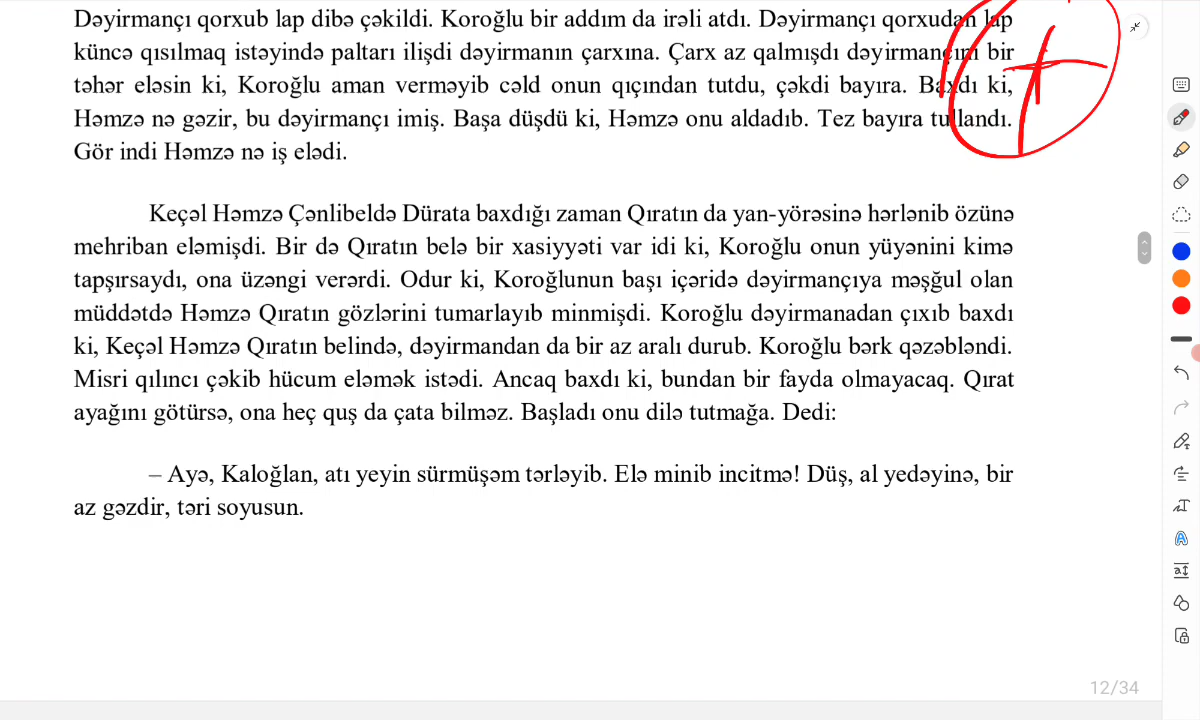 Dəyirmançı qorxub lap dibə çəkildi. Koroğlu bir addım da irəli atdı. Dəyirmançı qorxudan lap
küncə qısılmaq istəyində paltarı ilişdi dəyirmanın çarxına. Çarx az qalmışdı dəyirmançını bir
təhər eləsin ki, Koroğlu aman verməyib cəld onun qıçından tutdu, çəkdi bayıra. Baxdı ki,
Həmzə nə gəzir, bu dəyirmançı imiş. Başa düşdü ki, Həmzə onu aldadıb. Tez bayıra tullandı.
Gör indi Həmzə nə iş elədi.
Keçəl Həmzə Çənlibeldə Dürata baxdığı zaman Qıratın da yan-yörəsinə hərlənib özünə
mehriban eləmişdi. Bir də Qıratın belə bir xasiyyəti var idi ki, Koroğlu onun yüyənini kimə
tapşırsaydı, ona üzəngi verərdi. Odur ki, Koroğlunun başı içəridə dəyirmançıya məşğul olan
müddətdə Həmzə Qıratın gözlərini tumarlayıb minmişdi. Koroğlu dəyirmanadan çıxıb baxdı
ki, Keçəl Həmzə Qıratın belində, dəyirmandan da bir az aralı durub. Koroğlu bərk qəzəbləndi.
Misri qılıncı çəkib hücum eləmək istədi. Ancaq baxdı ki, bundan bir fayda olmayacaq. Qırat
ayağını götürsə, ona heç quş da çata bilməz. Başladı onu dilə tutmağa. Dedi:
– Ayə, Kaloğlan, atı yeyin sürmüşəm tərləyib. Elə minib incitmə! Düş, al yedəyinə, bir
az gəzdir, təri soyusun.
12/34